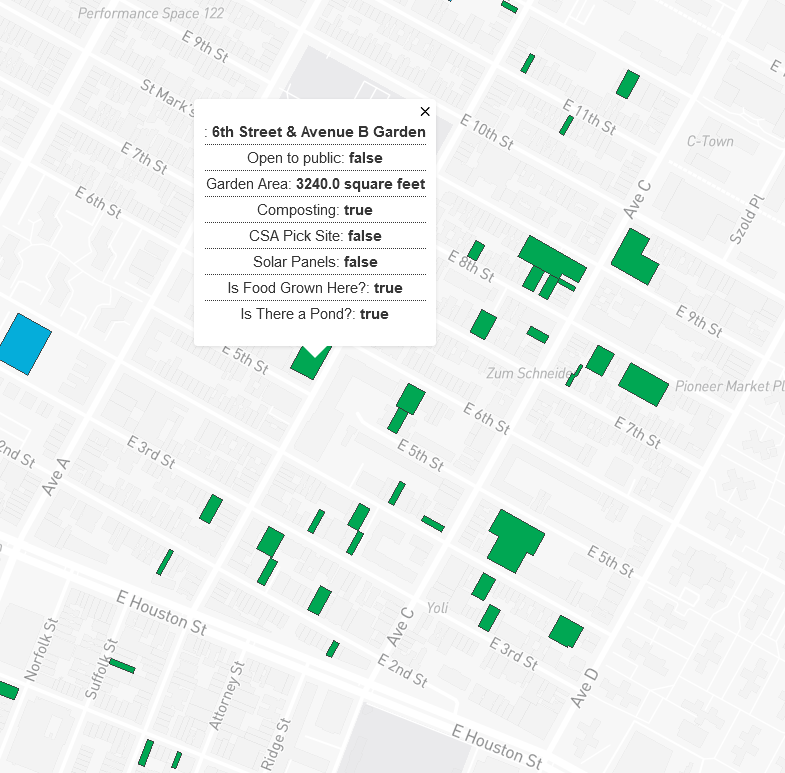 Performance Space 122
E 9th St
St Mark's
E 11th St
E 10th St
C-Town
×
: 6th Street & Avenue B Garden
Open to public: false
Garden Area: 3240.0 square feet
Composting: true
CSA Pick Site: false
Solar Panels: false
Is Food Grown Here?: true
Is There a Pond?: true
E 7th St
E 6th St
Ave C
Szold Pl
E 8th St
E 9th St
E 5th St
Zum Schneide
Pioneer Market Pl
E 6th St
E 7th St
E 3rd St
E 5th St
2nd St
Ave A
E 5th St
E Houston St
Ave C
Yoli
E 3rd St
Norfolk St
Suffolk St
Attorney St
E 2nd St
Ave D
Ridge St
E Houston St